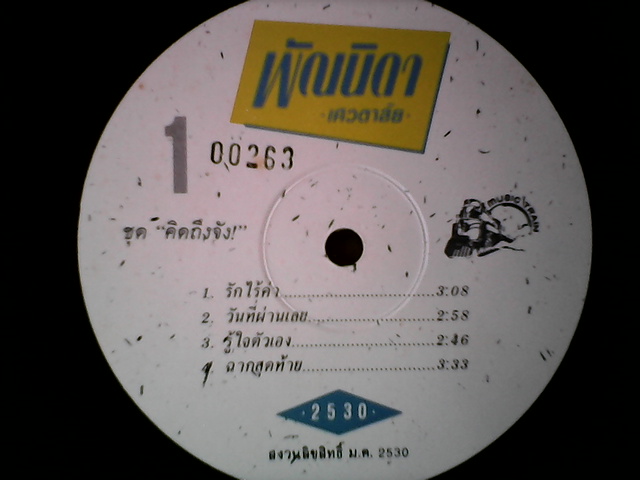 พัณนิดา
·เศวตาลัย·
1
00263
MUSIC TRAIN
ชุด "คิดถึงจัง!"
1. รักไร้ค่า....................................3:08
2. วันที่ผ่านเลย..............................2:58
3. รู้ใจตัวเอง..................................2:46
4. ฉากสุดท้าย...............................3:33
·2530·
สงวนลิขสิทธิ์ ม.ค. 2530